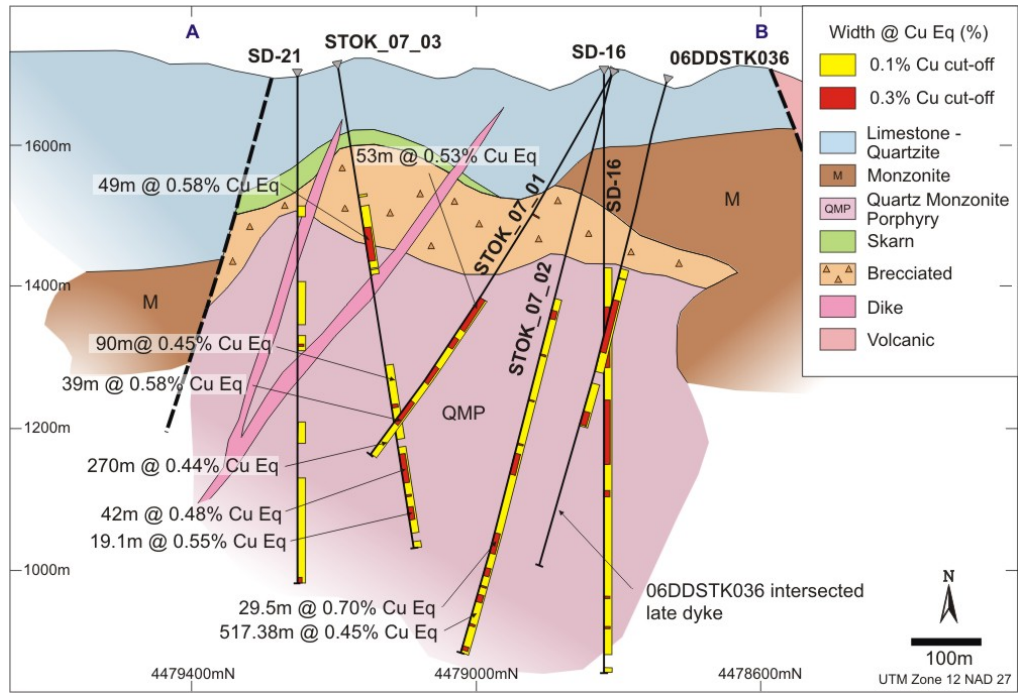 A
B
SD-21
STOK_07_03
SD-16
06DDSTK036
Width @ Cu Eq (%)
0.1% Cu cut-off
0.3% Cu cut-off
Limestone -
Quartzite
M
Monzonite
QMP
Quartz Monzonite
Porphyry
Skarn
Brecciated
Dike
Volcanic
1600m
53m @ 0.53% Cu Eq
49m @ 0.58% Cu Eq
STOK_07_01
SD-16
M
1400m
M
STOK_07_02
90m@ 0.45% Cu Eq
39m @ 0.58% Cu Eq
QMP
1200m
270m @ 0.44% Cu Eq
42m @ 0.48% Cu Eq
19.1m @ 0.55% Cu Eq
1000m
29.5m @ 0.70% Cu Eq
517.38m @ 0.45% Cu Eq
06DDSTK036 intersected
late dyke
N
100m
UTM Zone 12 NAD 27
4479400mN
4479000mN
4478600mN